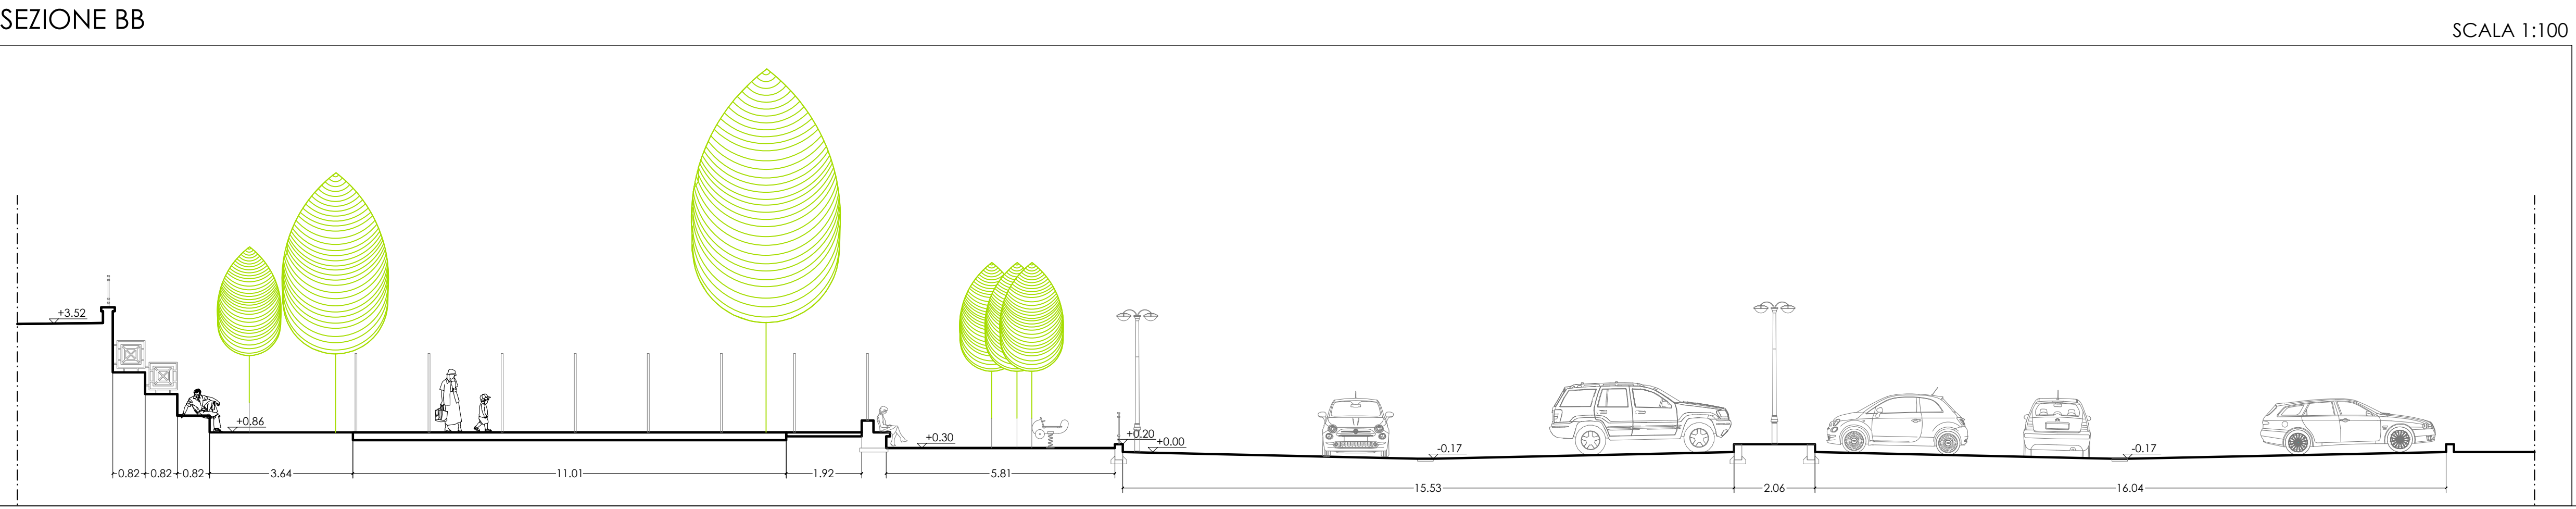 SEZIONE BB
SCALA 1:100
+3.52
+0.86
+0.30
+0.20
+0.00
-0.17
-0.17
0.82 0.82 0.82 3.64 11.01 1.92 5.81
15.53 2.06 16.04